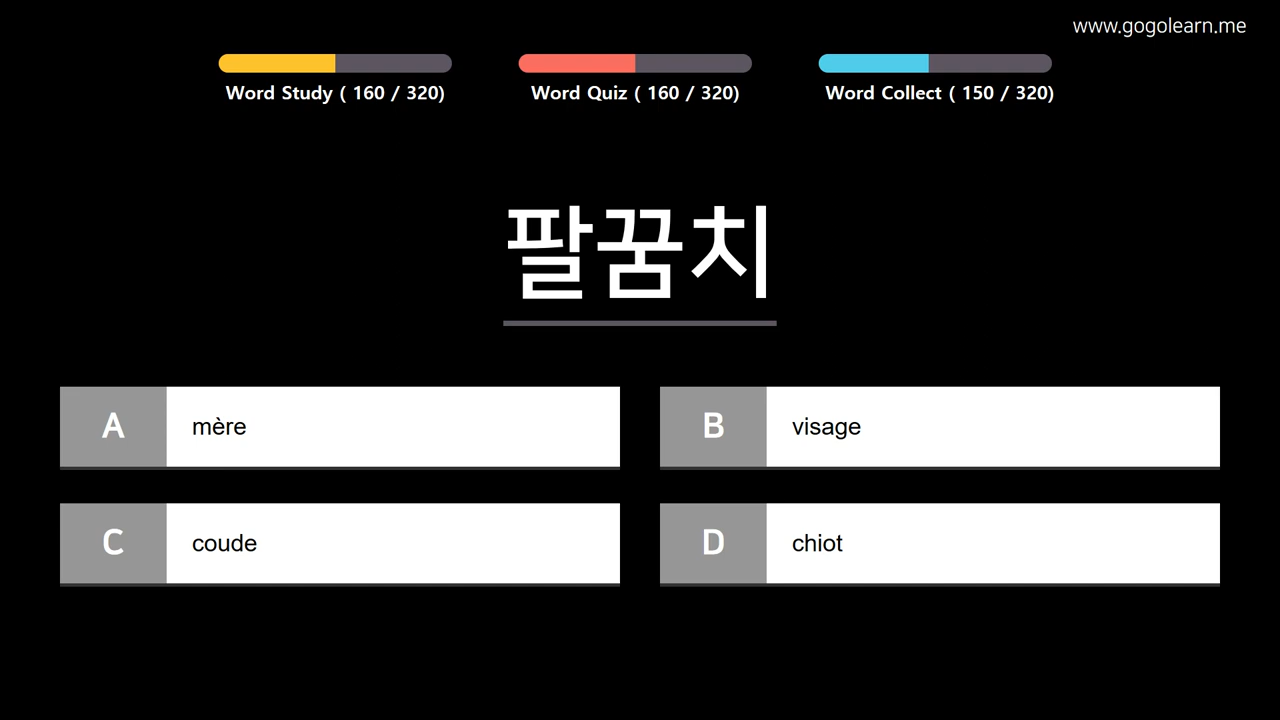 www.gogolearn.me
Word Study ( 160 / 320)
Word Quiz ( 160 / 320)
Word Collect ( 150 / 320)
팔꿈치
A mère
B visage
C coude
D chiot